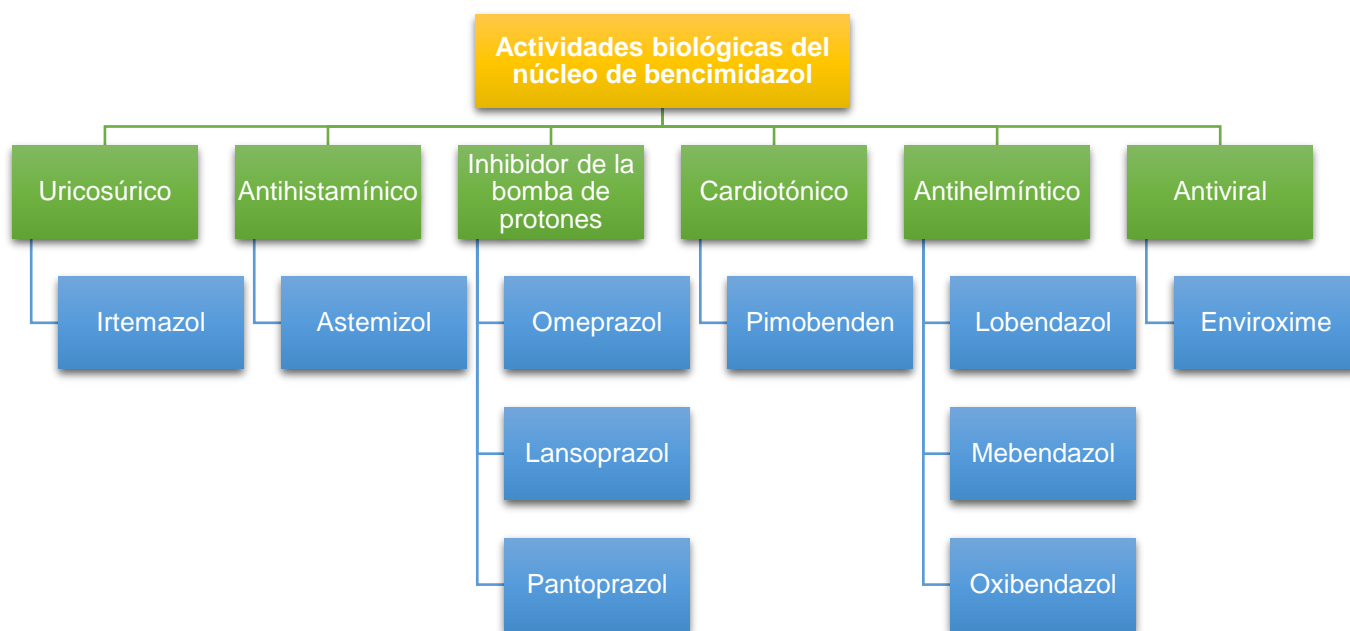 Actividades biológicas del
núcleo de bencimidazol
Uricosúrico
Antihistamínico
Inhibidor de la
bomba de
protones
Cardiotónico
Antihelmíntico
Antiviral
Irtemazol
Astemizol
Omeprazol
Pimobenden
Lobendazol
Enviroxime
Lansoprazol
Mebendazol
Pantoprazol
Oxibendazol